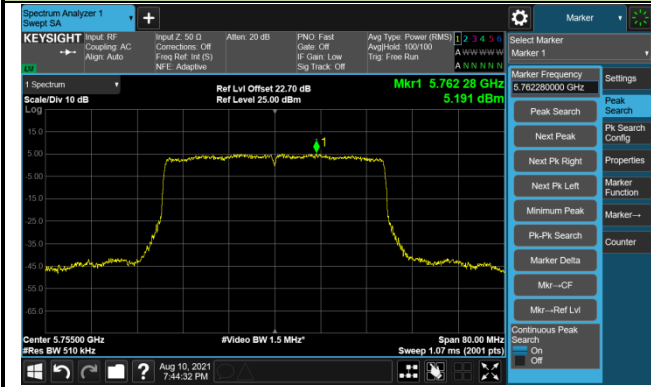 Spectrum Analyzer 1
Swept SA
+
Marker
KEYSIGHT
Input: RF
Coupling: AC
Align: Auto
Input Z: 50 Ω
Corrections: Off
Freq Ref: Int (S)
NFE: Adaptive
Atten: 20 dB
PNO: Fast
Gate: Off
IF Gain: Low
Sig Track: Off
Avg Type: Power (RMS)
Avg|Hold: 100/100
Trig: Free Run
1 2 3 4 5 6
A W W W W W
A N N N N N
Select Marker
Marker 1
1 Spectrum
Scale/Div 10 dB
Log
Ref Lvl Offset 22.70 dB
Ref Level 25.00 dBm
Mkr1 5.762 28 GHz
5.191 dBm
15.0
5.00
-5.00
-15.0
-25.0
-35.0
-45.0
-55.0
-65.0
1
Center 5.75500 GHz
#Res BW 510 kHz
#Video BW 1.5 MHz*
Span 80.00 MHz
Sweep 1.07 ms (2001 pts)
Marker Frequency
5.762280000 GHz
Peak Search
Next Peak
Next Pk Right
Next Pk Left
Minimum Peak
Pk-Pk Search
Marker Delta
Mkr→CF
Mkr→Ref Lvl
Continuous Peak
Search
On
Off
Settings
Peak
Search
Pk Search
Config
Properties
Marker
Function
Marker→
Counter
?
Aug 10, 2021
7:44:32 PM